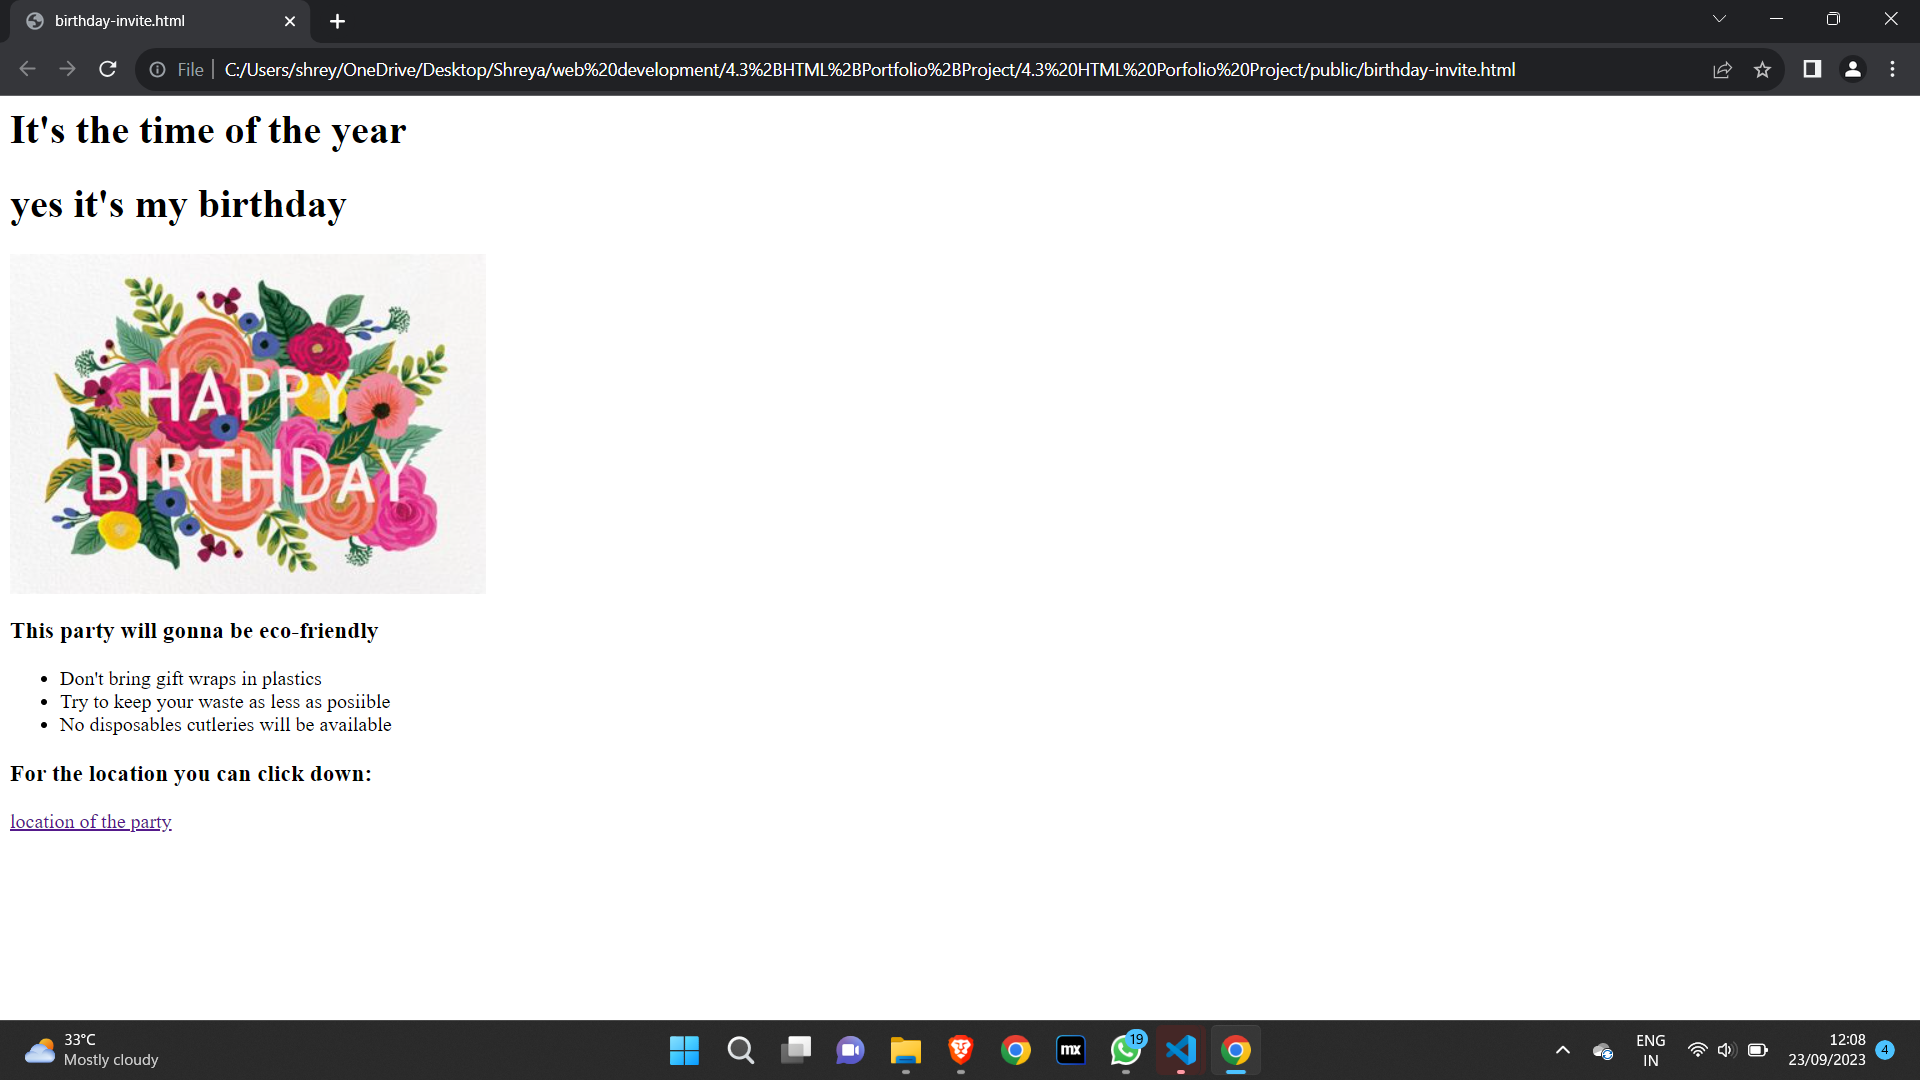 birthday-invite.html
File
C:/Users/shrey/OneDrive/Desktop/Shreya/web%20development/4.3%2BHTML%2BPortfolio%2BProject/4.3%20HTML%20Porfolio%20Project/public/birthday-invite.html
It's the time of the year
yes it's my birthday
HAPPY
BIRTHDAY
This party will gonna be eco-friendly
Don't bring gift wraps in plastics
Try to keep your waste as less as posiible
No disposables cutleries will be available
For the location you can click down:
location of the party
33°C
Mostly cloudy
mx
19
ENG
IN
12:08
23/09/2023
4